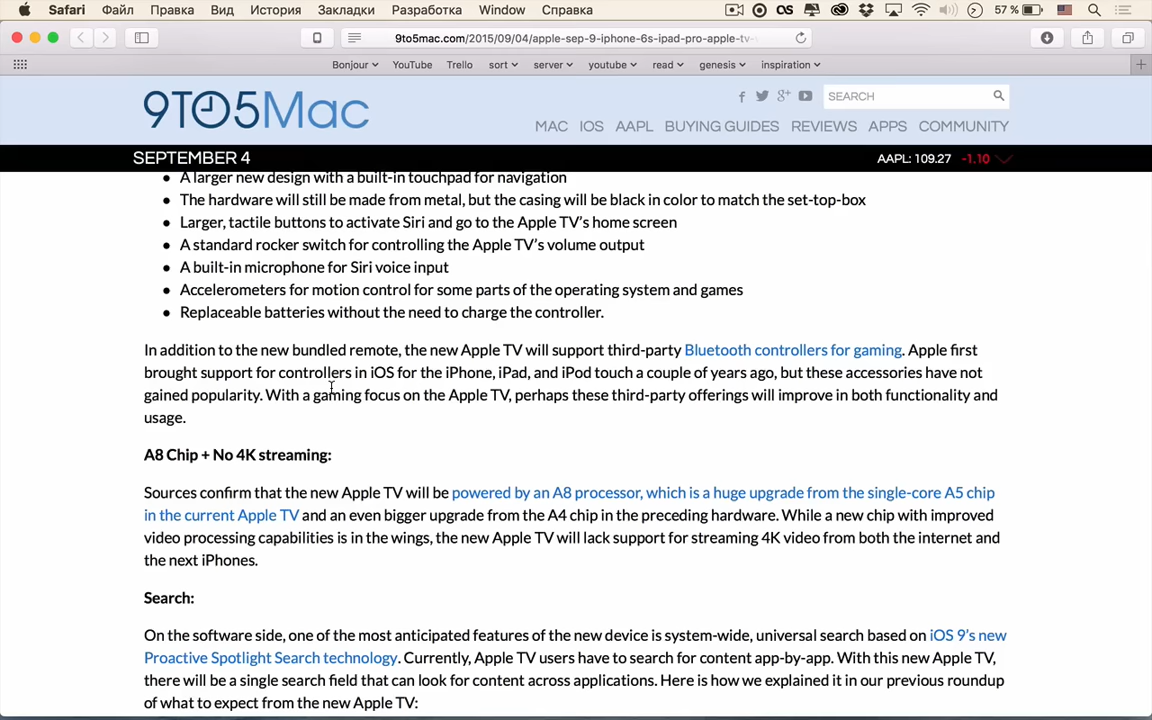 Safari Файл Правка Вид История Закладки Разработка Window Справка 57 %
9to5mac.com/2015/09/04/apple-sep-9-iphone-6s-ipad-pro-apple-tv-
Bonjour YouTube Trello sort server youtube read genesis inspiration
9TO5Mac
SEARCH
MAC IOS AAPL BUYING GUIDES REVIEWS APPS COMMUNITY
SEPTEMBER 4 AAPL: 109.27 -1.10
A larger new design with a built-in touchpad for navigation
The hardware will still be made from metal, but the casing will be black in color to match the set-top-box
Larger, tactile buttons to activate Siri and go to the Apple TV's home screen
A standard rocker switch for controlling the Apple TV's volume output
A built-in microphone for Siri voice input
Accelerometers for motion control for some parts of the operating system and games
Replaceable batteries without the need to charge the controller.
In addition to the new bundled remote, the new Apple TV will support third-party Bluetooth controllers for gaming. Apple first
brought support for controllers in iOS for the iPhone, iPad, and iPod touch a couple of years ago, but these accessories have not
gained popularity. With a gaming focus on the Apple TV, perhaps these third-party offerings will improve in both functionality and
usage.
A8 Chip + No 4K streaming:
Sources confirm that the new Apple TV will be powered by an A8 processor, which is a huge upgrade from the single-core A5 chip
in the current Apple TV and an even bigger upgrade from the A4 chip in the preceding hardware. While a new chip with improved
video processing capabilities is in the wings, the new Apple TV will lack support for streaming 4K video from both the internet and
the next iPhones.
Search:
On the software side, one of the most anticipated features of the new device is system-wide, universal search based on iOS 9's new
Proactive Spotlight Search technology. Currently, Apple TV users have to search for content app-by-app. With this new Apple TV,
there will be a single search field that can look for content across applications. Here is how we explained it in our previous roundup
of what to expect from the new Apple TV: